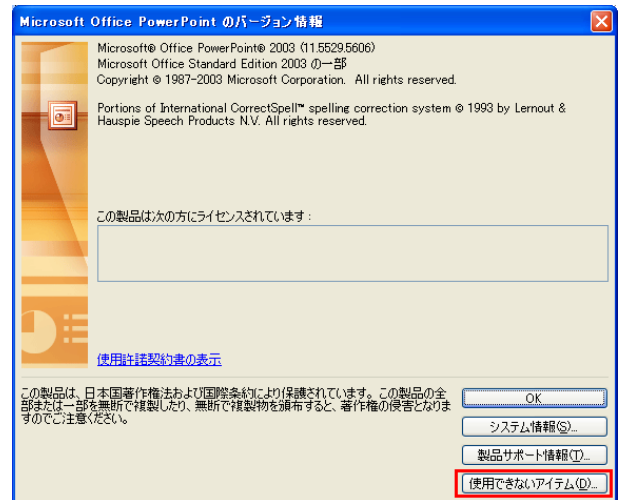 Microsoft Office PowerPoint のバージョン情報
Microsoft® Office PowerPoint® 2003 (11.5529.5606)
Microsoft Office Standard Edition 2003 の一部
Copyright © 1987-2003 Microsoft Corporation. All rights reserved.
Portions of International CorrectSpell™ spelling correction system © 1993 by Lernout &
Hauspie Speech Products N.V. All rights reserved.
この製品は次の方にライセンスされています:
使用許諾契約書の表示
この製品は、日本国著作権法および国際条約により保護されています。この製品の全
部または一部を無断で複製したり、無断で複製物を頒布すると、著作権の侵害となりま
すのでご注意ください。
OK
システム情報(S)...
製品サポート情報(T)...
使用できないアイテム(D)...